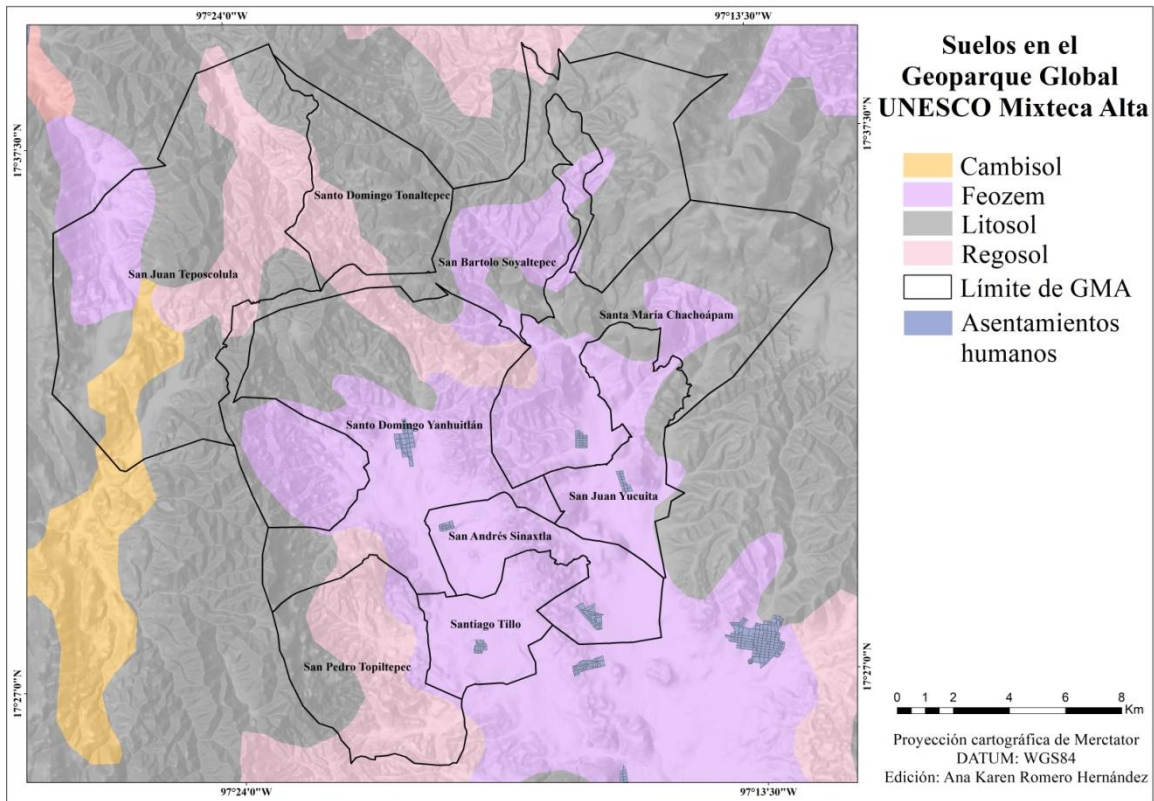 97°24'0"W
97°13'30"W
17°37'30"N
17°37'30"N
Santo Domingo Tonaltepec
San Bartolo Soyaltepec
San Juan Teposcolula
Santa María Chachoápam
Santo Domingo Yanhuitlán
San Juan Yucuita
San Andrés Sinaxtla
Santiago Tillo
San Pedro Topiltepec
17°27'0"N
17°27'0"N
97°24'0"W
97°13'30"W
Suelos en el
Geoparque Global
UNESCO Mixteca Alta
Cambisol
Feozem
Litosol
Regosol
Límite de GMA
Asentamientos
humanos
0 1 2 4 6 8
Km
Proyección cartográfica de Merctator
DATUM: WGS84
Edición: Ana Karen Romero Hernández